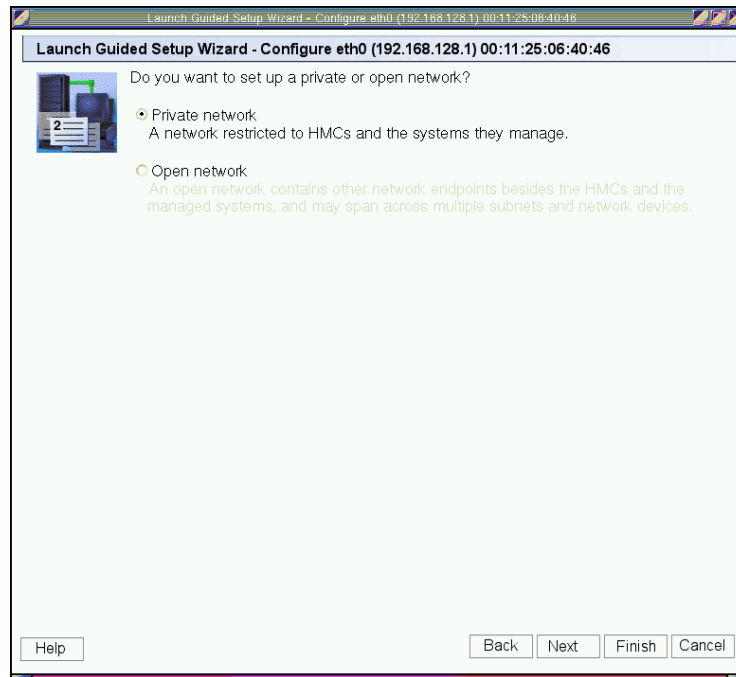 Launch Guided Setup Wizard - Configure eth0 (192.168.128.1) 00:11:25:06:40:46
Launch Guided Setup Wizard - Configure eth0 (192.168.128.1) 00:11:25:06:40:46
Do you want to set up a private or open network?
Private network
A network restricted to HMCs and the systems they manage.
2
Open network
An open network contains other network endpoints besides the HMCs and the
managed systems, and may span across multiple subnets and network devices.
Help
Back
Next
Finish
Cancel